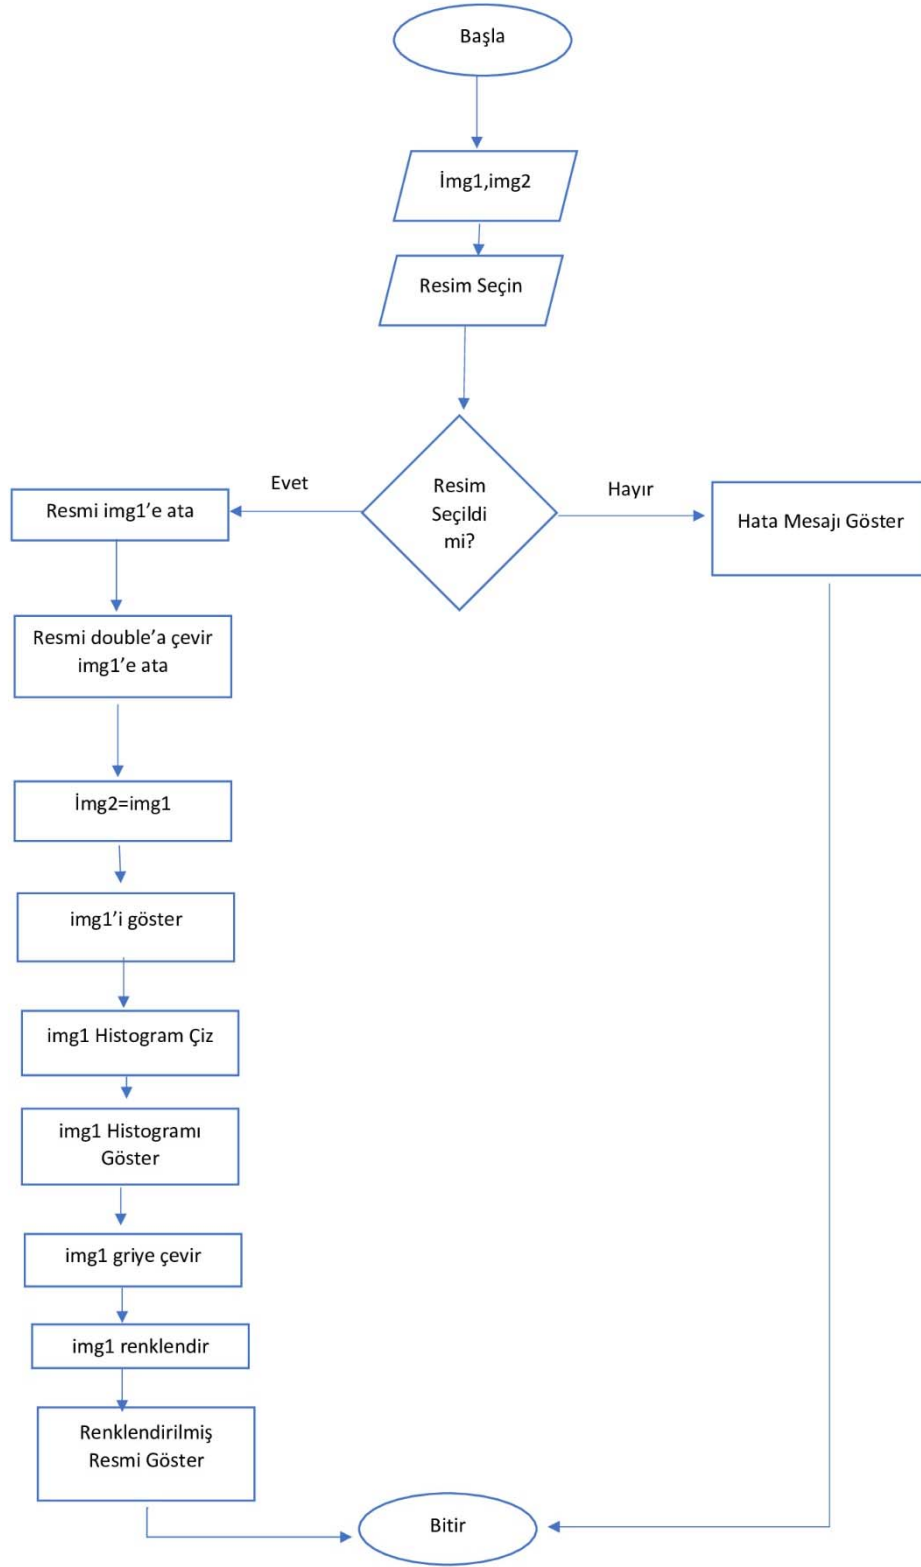 Başla
İmg1,img2
Resim Seçin
Resim
Seçildi
mi?
Evet
Hayır
Resmi img1’e ata
Hata Mesajı Göster
Resmi double’a çevir
img1’e ata
İmg2=img1
img1’i göster
img1 Histogram Çiz
img1 Histogramı
Göster
img1 griye çevir
img1 renklendir
Renklendirilmiş
Resmi Göster
Bitir